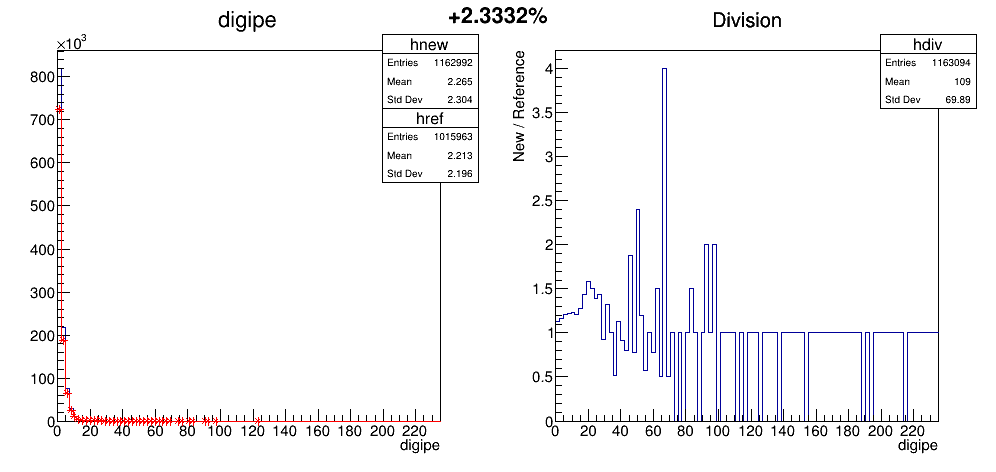 digipe
+2.3332%
Division
×10³
hnew
Entries 1162992
Mean 2.265
Std Dev 2.304
href
Entries 1015963
Mean 2.213
Std Dev 2.196
800
700
600
500
400
300
200
100
0
0 20 40 60 80 100 120 140 160 180 200 220
digipe
hdiv
Entries 1163094
Mean 109
Std Dev 69.89
New / Reference
4
3.5
3
2.5
2
1.5
1
0.5
0
0 20 40 60 80 100 120 140 160 180 200 220
digipe